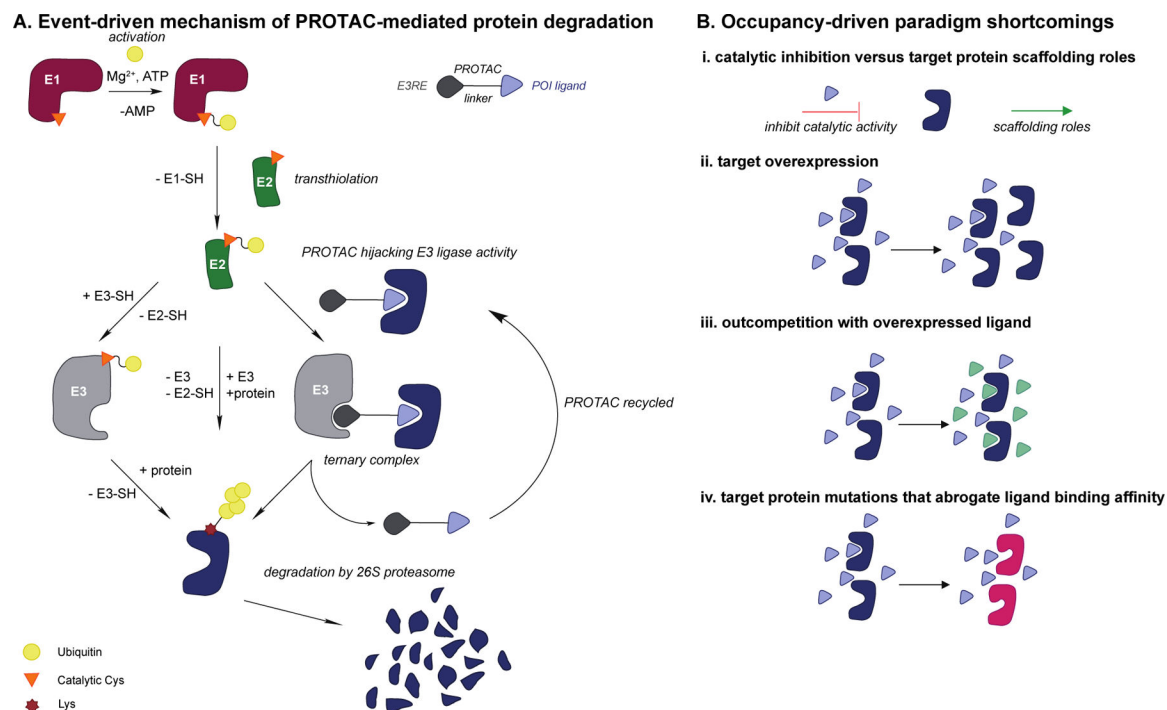 A. Event-driven mechanism of PROTAC-mediated protein degradation
activation
E1
Mg²⁺, ATP
-AMP
E1
E3RE
PROTAC
linker
POI ligand
- E1-SH
E2
transthiolation
E2
PROTAC hijacking E3 ligase activity
+ E3-SH
- E2-SH
E3
- E3
- E2-SH
+ E3
+protein
E3
PROTAC recycled
ternary complex
+ protein
- E3-SH
degradation by 26S proteasome
Ubiquitin
Catalytic Cys
Lys
B. Occupancy-driven paradigm shortcomings
i. catalytic inhibition versus target protein scaffolding roles
inhibit catalytic activity
scaffolding roles
ii. target overexpression
iii. outcompetition with overexpressed ligand
iv. target protein mutations that abrogate ligand binding affinity